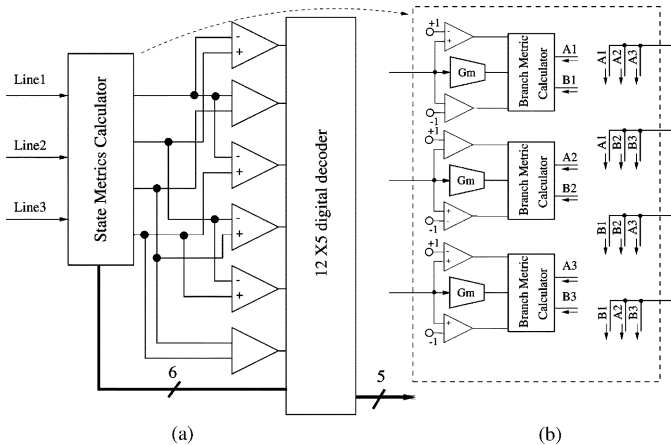 Line1
Line2
Line3
State Metrics Calculator
-
+
-
+
-
+
-
+
12 X5 digital decoder
6
5
(a)
+1
-
+
Gm
-1
Branch Metric
Calculator
A1
B1
+1
-
+
Gm
-
+
-1
Branch Metric
Calculator
A2
B2
+1
-
+
Gm
+
-1
Branch Metric
Calculator
A3
B3
A1
A2
A3
A1
B2
B3
B1
B2
A3
B1
A2
B3
(b)